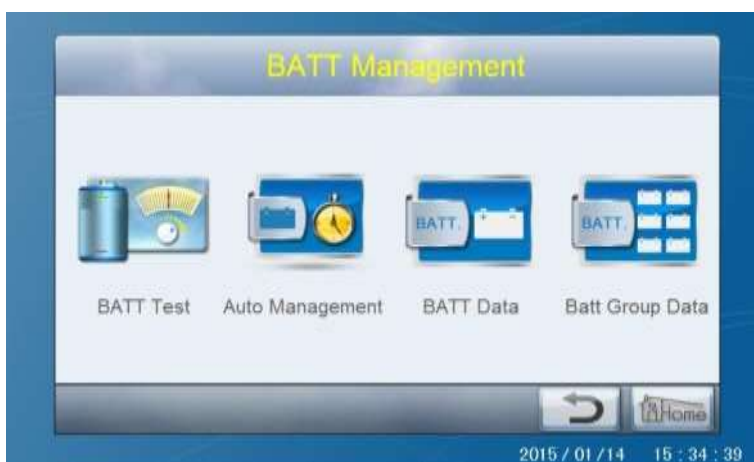 BATT Management
BATT.
BATT.
BATT Test
Auto Management
BATT Data
Batt Group Data
Home
2015/01/14 15:34:39